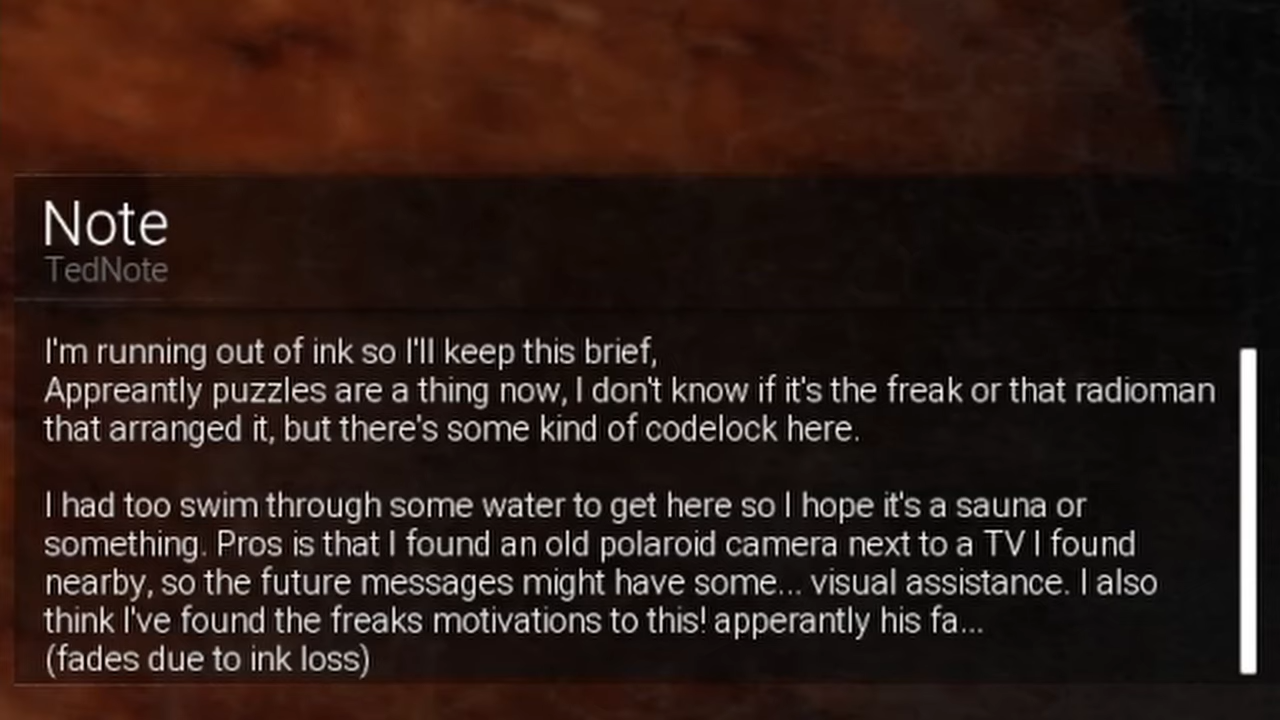 Note
TedNote
I'm running out of ink so I'll keep this brief,
Appreantly puzzles are a thing now, I don't know if it's the freak or that radioman
that arranged it, but there's some kind of codelock here.
I had too swim through some water to get here so I hope it's a sauna or
something. Pros is that I found an old polaroid camera next to a TV I found
nearby, so the future messages might have some... visual assistance. I also
think I've found the freaks motivations to this! apperantly his fa...
(fades due to ink loss)